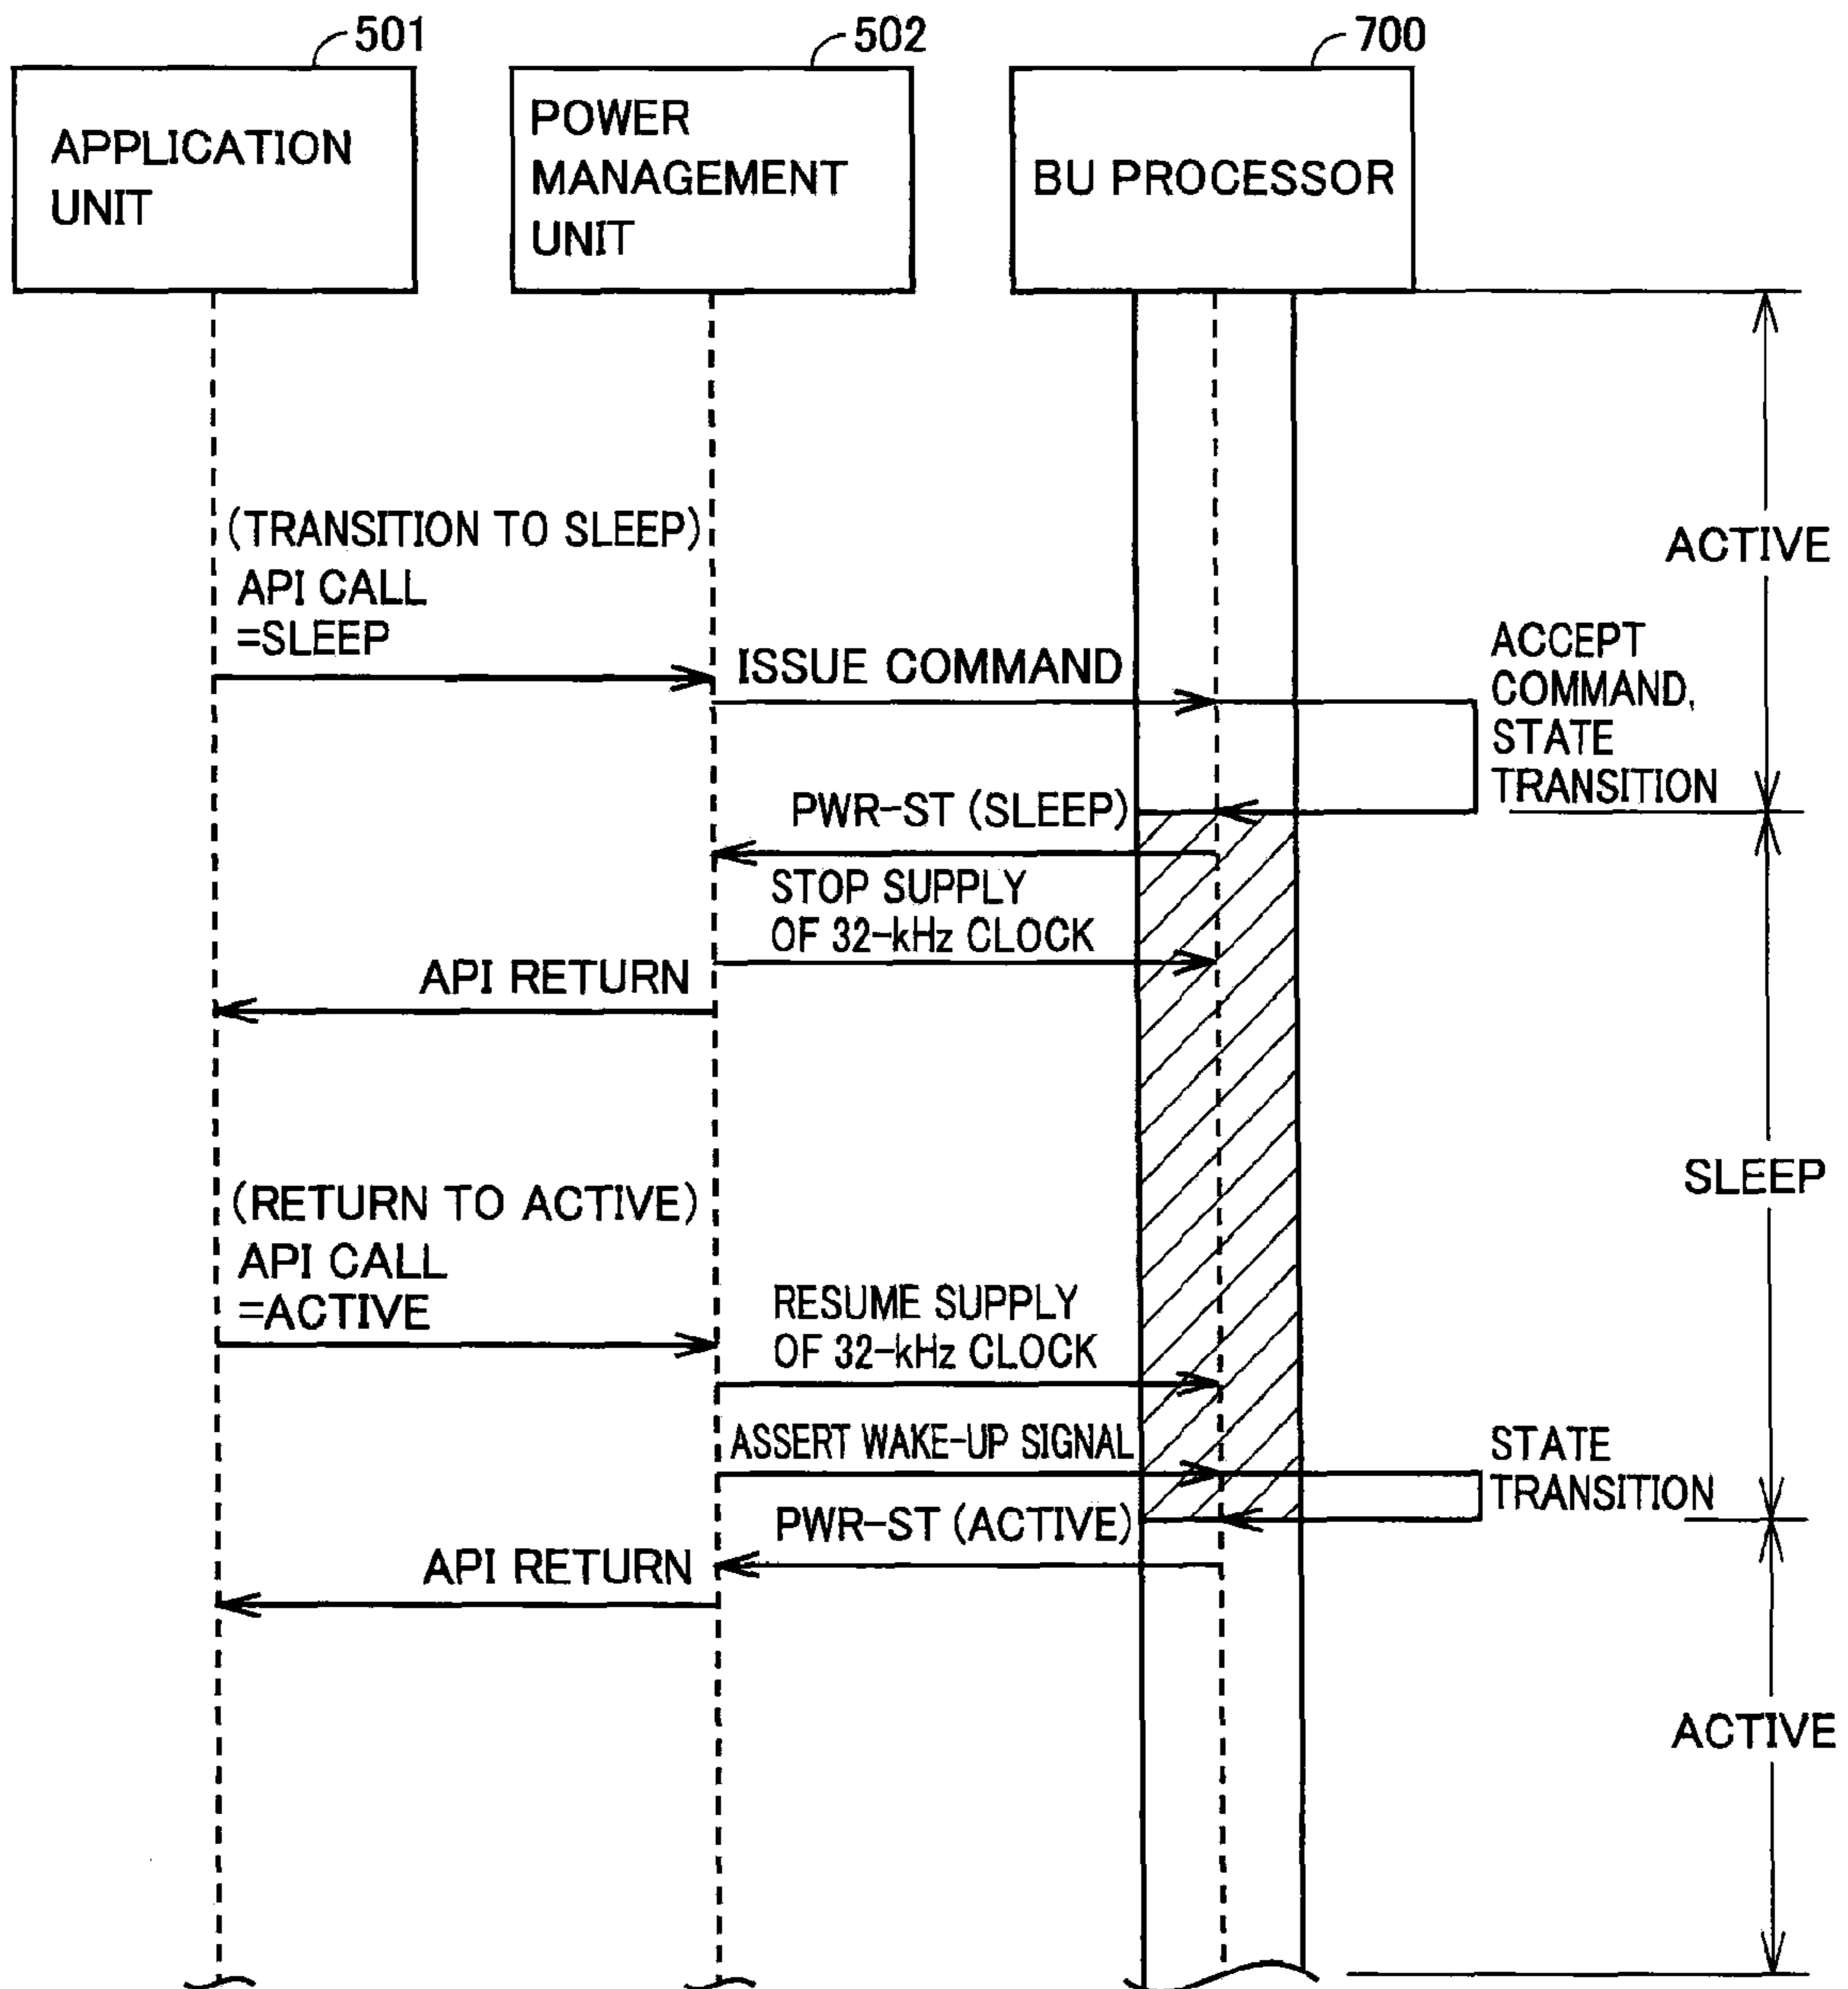 501
502
700
APPLICATION
UNIT
POWER
MANAGEMENT
UNIT
BU PROCESSOR
(TRANSITION TO SLEEP)
API CALL
=SLEEP
ISSUE COMMAND
ACTIVE
ACCEPT
COMMAND,
STATE
TRANSITION
PWR-ST (SLEEP)
STOP SUPPLY
OF 32-kHz CLOCK
API RETURN
SLEEP
(RETURN TO ACTIVE)
API CALL
=ACTIVE
RESUME SUPPLY
OF 32-kHz CLOCK
ASSERT WAKE-UP SIGNAL
STATE
TRANSITION
PWR-ST (ACTIVE)
API RETURN
ACTIVE